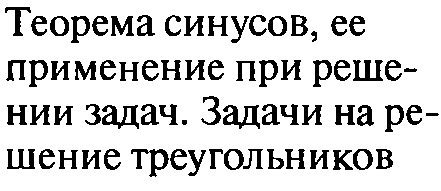 Теорема синусов, ее
применение при реше-
нии задач. Задачи на ре-
шение треугольников